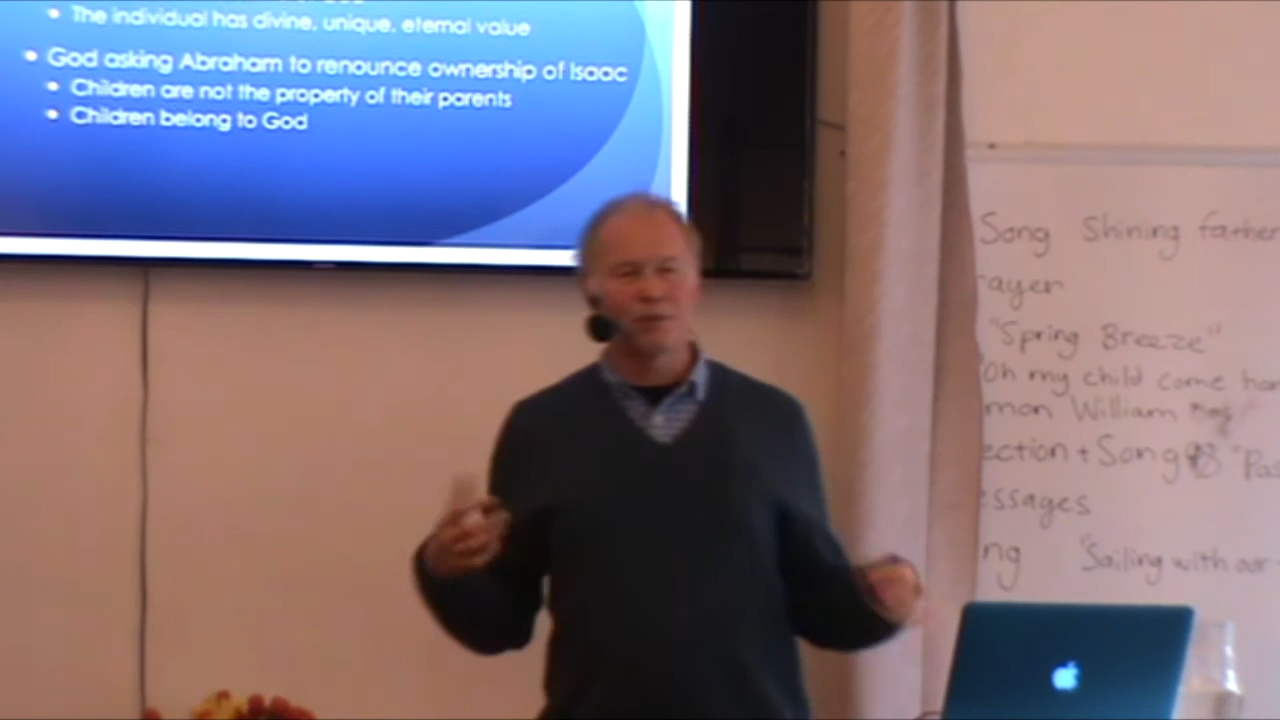 The individual has divine, unique, eternal value
God asking Abraham to renounce ownership of Isaac
Children are not the property of their parents
Children belong to God
Song Shining father
rayer
"Spring Breeze"
Oh my child come
mon William
ection + Song "Pa
essages
ng "Sailing with our